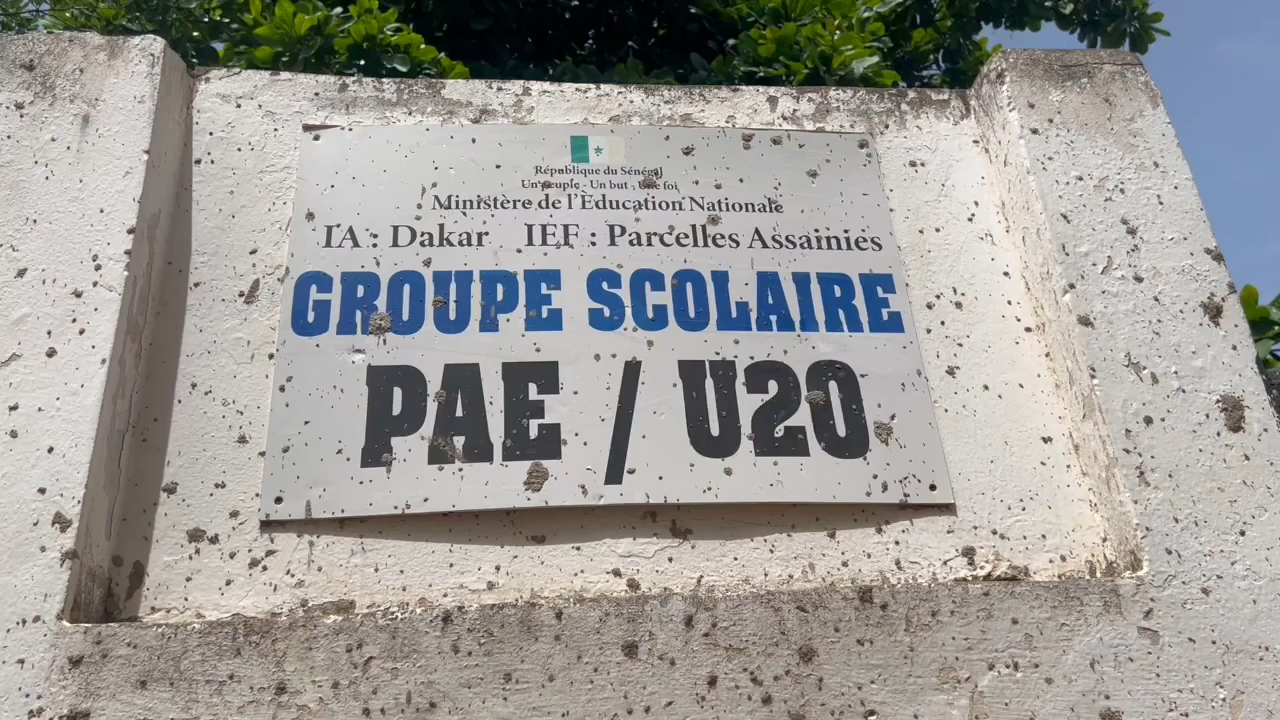 République du Sénégal
Un peuple - Un but - Une foi
Ministère de l'Education Nationale
IA : Dakar IEF : Parcelles Assainies
GROUPE SCOLAIRE
PAE / U20